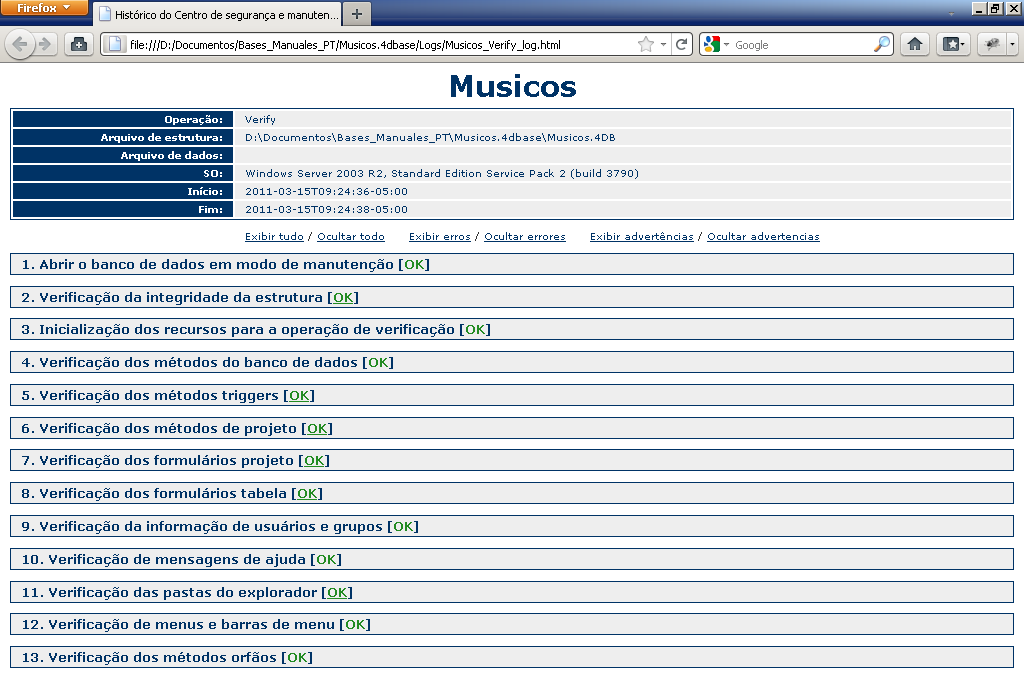 Firefox
Histórico do Centro de segurança e manuten...
file:///D:/Documentos/Bases_Manuales_PT/Musicos.4dbase/Logs/Musicos_Verify_log.html
Google
Musicos
Operação: Verify
Arquivo de estrutura: D:\Documentos\Bases_Manuales_PT\Musicos.4dbase\Musicos.4DB
Arquivo de dados:
SO: Windows Server 2003 R2, Standard Edition Service Pack 2 (build 3790)
Início: 2011-03-15T09:24:36-05:00
Fim: 2011-03-15T09:24:38-05:00
Exibir tudo / Ocultar todo Exibir erros / Ocultar errores Exibir advertências / Ocultar advertencias
1. Abrir o banco de dados em modo de manutenção [OK]
2. Verificação da integridade da estrutura [OK]
3. Inicialização dos recursos para a operação de verificação [OK]
4. Verificação dos métodos do banco de dados [OK]
5. Verificação dos métodos triggers [OK]
6. Verificação dos métodos de projeto [OK]
7. Verificação dos formulários projeto [OK]
8. Verificação dos formulários tabela [OK]
9. Verificação da informação de usuários e grupos [OK]
10. Verificação de mensagens de ajuda [OK]
11. Verificação das pastas do explorador [OK]
12. Verificação de menus e barras de menu [OK]
13. Verificação dos métodos orfãos [OK]